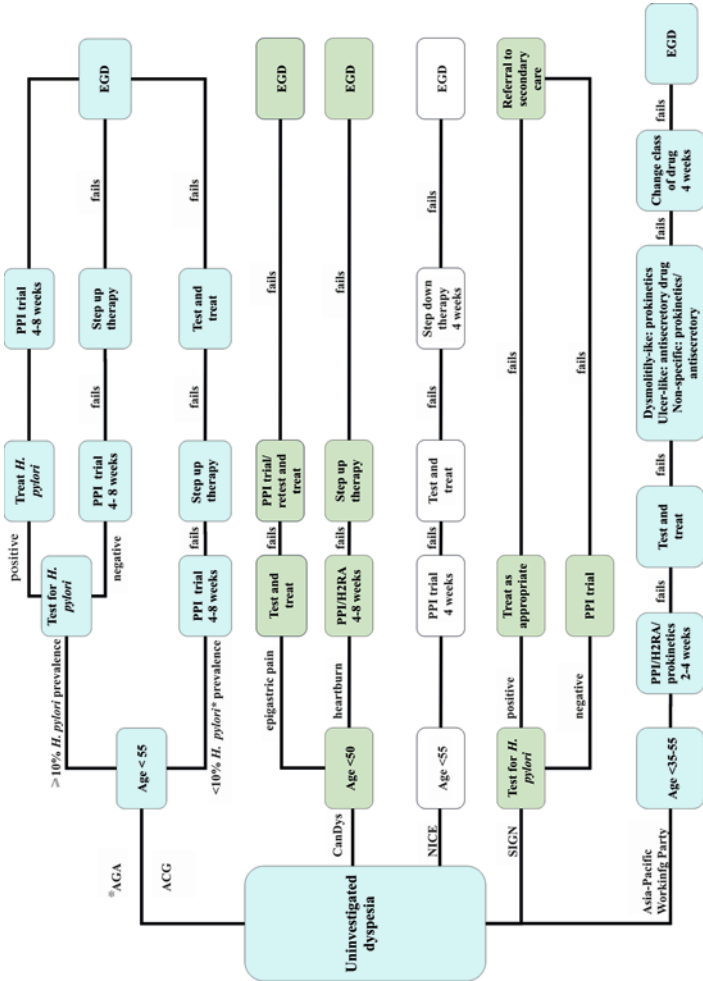 Uninvestigated
dyspesia
*AGA
ACG
Age < 55
≥10% H. pylori prevalence
<10% H. pylori* prevalence
Test for H.
pylori
positive
negative
Treat H.
pylori
PPI trial
4-8 weeks
PPI trial
4- 8 weeks
fails
Step up
therapy
fails
EGD
PPI trial
4-8 weeks
fails
Step up
therapy
fails
Test and
treat
fails
CanDys
Age <50
epigastric pain
Test and
treat
fails
PPI trial/
retest and
treat
fails
EGD
heartburn
PPI/H2RA
4-8 weeks
fails
Step up
therapy
fails
EGD
NICE
Age <55
PPI trial
4 weeks
fails
Test and
treat
fails
Step down
therapy
4 weeks
fails
EGD
SIGN
Test for H.
pylori
positive
Treat as
appropriate
fails
Referral to
secondary
care
negative
PPI trial
fails
Asia-Pacific
Workinfg Party
Age <35-55
PPI/H2RA/
prokinetics
2-4 weeks
fails
Test and
treat
fails
Dysmolitily-ike: prokinetics
Ulcer-like: antisecretory drug
Non-specific: prokinetics/
antisecretory
fails
Change class
of drug
4 weeks
fails
EGD